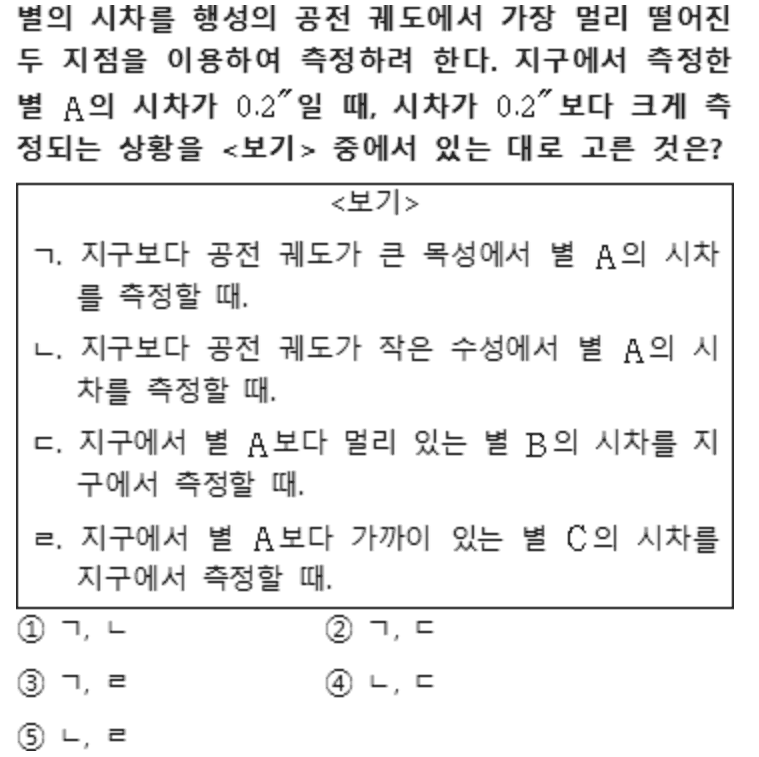 별의 시차를 행성의 공전 궤도에서 가장 멀리 떨어진
두 지점을 이용하여 측정하려 한다. 지구에서 측정한
별 A의 시차가 0.2″일 때, 시차가 0.2″보다 크게 측
정되는 상황을 <보기> 중에서 있는 대로 고른 것은?
<보기>
ㄱ. 지구보다 공전 궤도가 큰 목성에서 별 A의 시차
를 측정할 때.
ㄴ. 지구보다 공전 궤도가 작은 수성에서 별 A의 시
차를 측정할 때.
ㄷ. 지구에서 별 A보다 멀리 있는 별 B의 시차를 지
구에서 측정할 때.
ㄹ. 지구에서 별 A보다 가까이 있는 별 C의 시차를
지구에서 측정할 때.
① ㄱ, ㄴ ② ㄱ, ㄷ
③ ㄱ, ㄹ ④ ㄴ, ㄷ
⑤ ㄴ, ㄹ